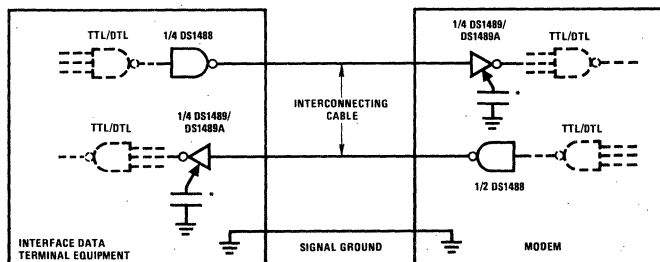 TTL/DTL
1/4 DS1488
1/4 DS1489/
DS1489A
TTL/DTL
INTERCONNECTING
CABLE
TTL/DTL
1/4 DS1489/
DS1489A
*
TTL/DTL
*
1/2 DS1488
INTERFACE DATA
TERMINAL EQUIPMENT
SIGNAL GROUND
MODEM